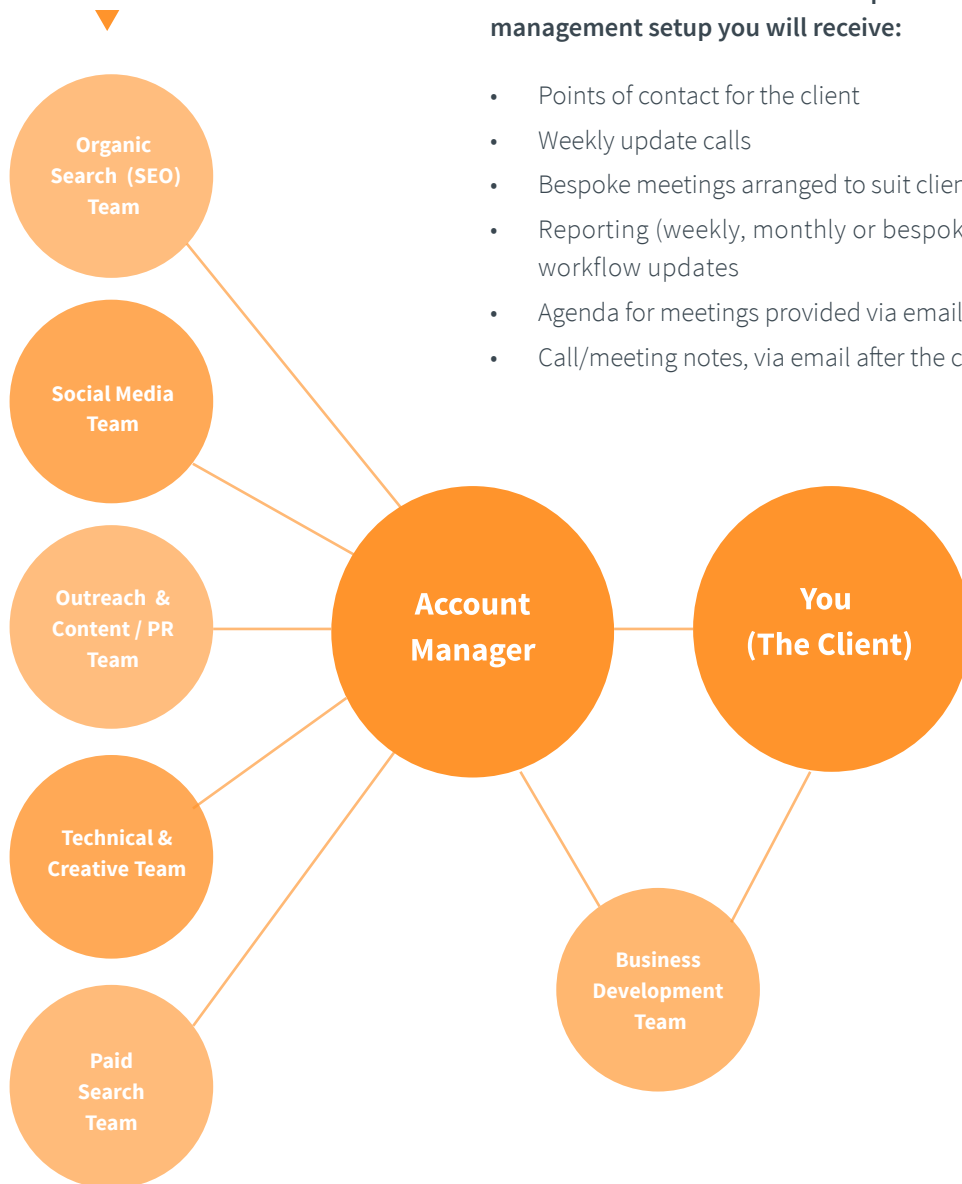 management setup you will receive:
• Points of contact for the client
• Weekly update calls
• Bespoke meetings arranged to suit
• Reporting (weekly, monthly or
workflow updates
• Agenda for meetings provided via email
• Call/meeting notes, via email after the
Organic
Search (SEO)
Team
Social Media
Team
Outreach &
Content / PR
Team
Technical &
Creative Team
Paid
Search
Team
Account
Manager
You
(The Client)
Business
Development
Team